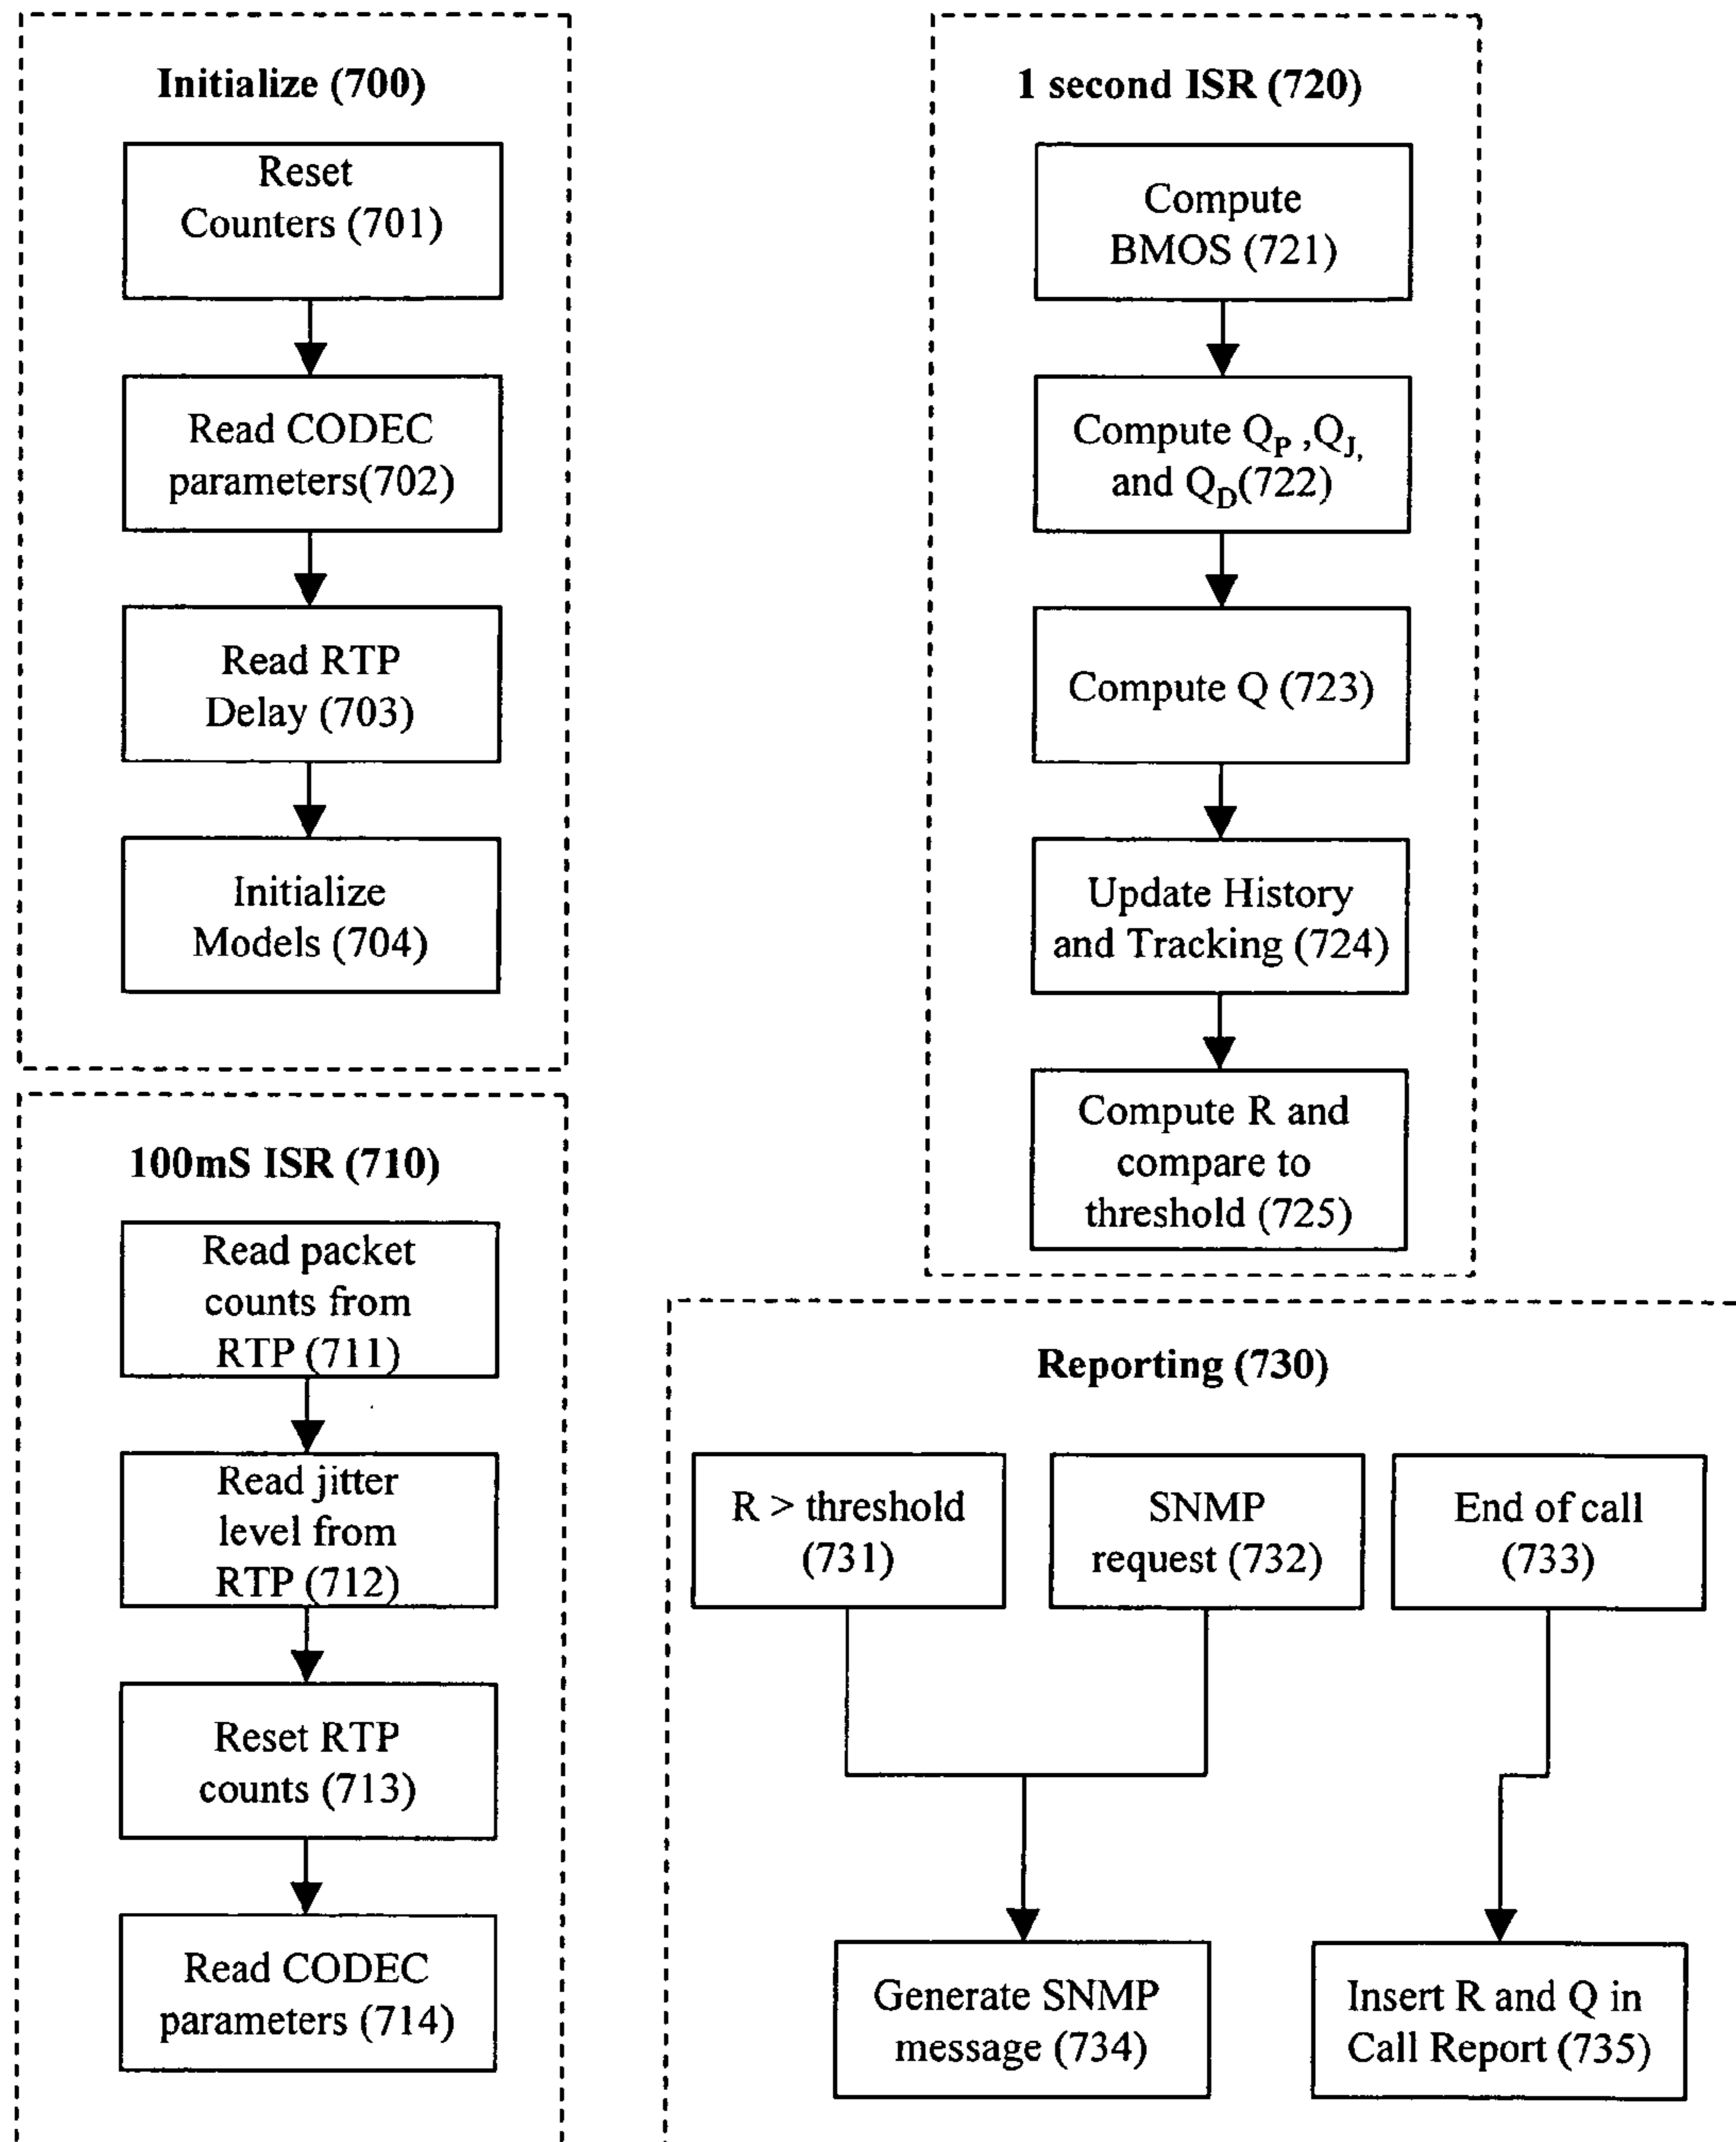 Initialize (700)
Reset
Counters (701)
Read CODEC
parameters(702)
Read RTP
Delay (703)
Initialize
Models (704)
100mS ISR (710)
Read packet
counts from
RTP (711)
Read jitter
level from
RTP (712)
Reset RTP
counts (713)
Read CODEC
parameters (714)
1 second ISR (720)
Compute
BMOS (721)
Compute QP ,QJ,
and QD(722)
Compute Q (723)
Update History
and Tracking (724)
Compute R and
compare to
threshold (725)
Reporting (730)
R > threshold
(731)
SNMP
request (732)
End of call
(733)
Generate SNMP
message (734)
Insert R and Q in
Call Report (735)